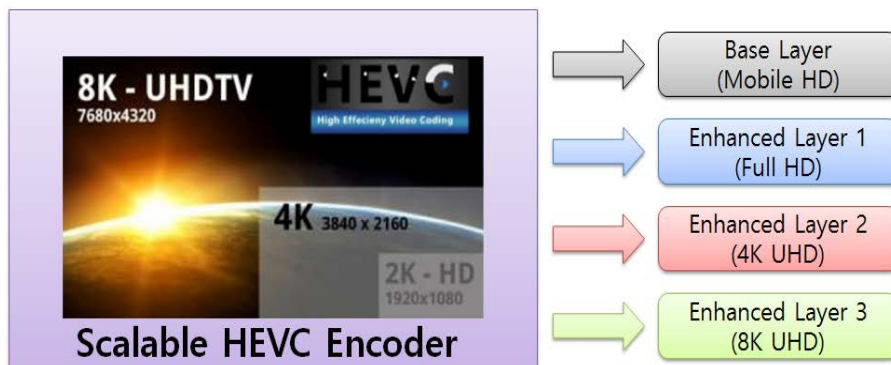 8K - UHDTV
7680x4320
HEVC
High Effecieny Video Coding
4K 3840 x 2160
2K - HD
1920x1080
Scalable HEVC Encoder
Base Layer
(Mobile HD)
Enhanced Layer 1
(Full HD)
Enhanced Layer 2
(4K UHD)
Enhanced Layer 3
(8K UHD)